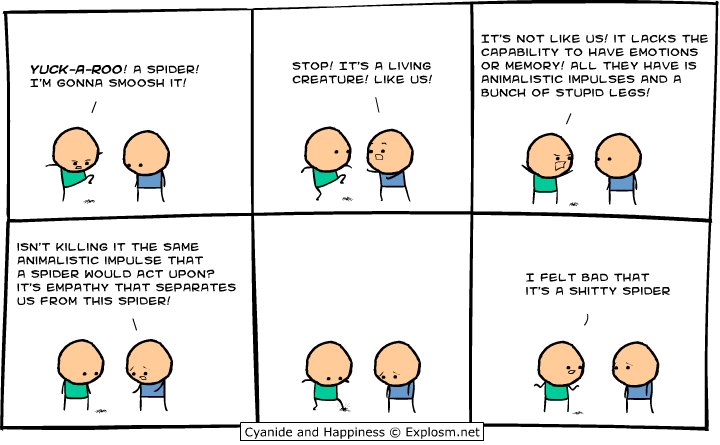 YUCK-A-ROO! A SPIDER!
I'M GONNA SMOOSH IT!
STOP! IT'S A LIVING
CREATURE! LIKE US!
IT'S NOT LIKE US! IT LACKS THE
CAPABILITY TO HAVE EMOTIONS
OR MEMORY! ALL THEY HAVE IS
ANIMALISTIC IMPULSES AND A
BUNCH OF STUPID LEGS!
ISN'T KILLING IT THE SAME
ANIMALISTIC IMPULSE THAT
A SPIDER WOULD ACT UPON?
IT'S EMPATHY THAT SEPARATES
US FROM THIS SPIDER!
I FELT BAD THAT
IT'S A SHITTY SPIDER
Cyanide and Happiness © Explosm.net